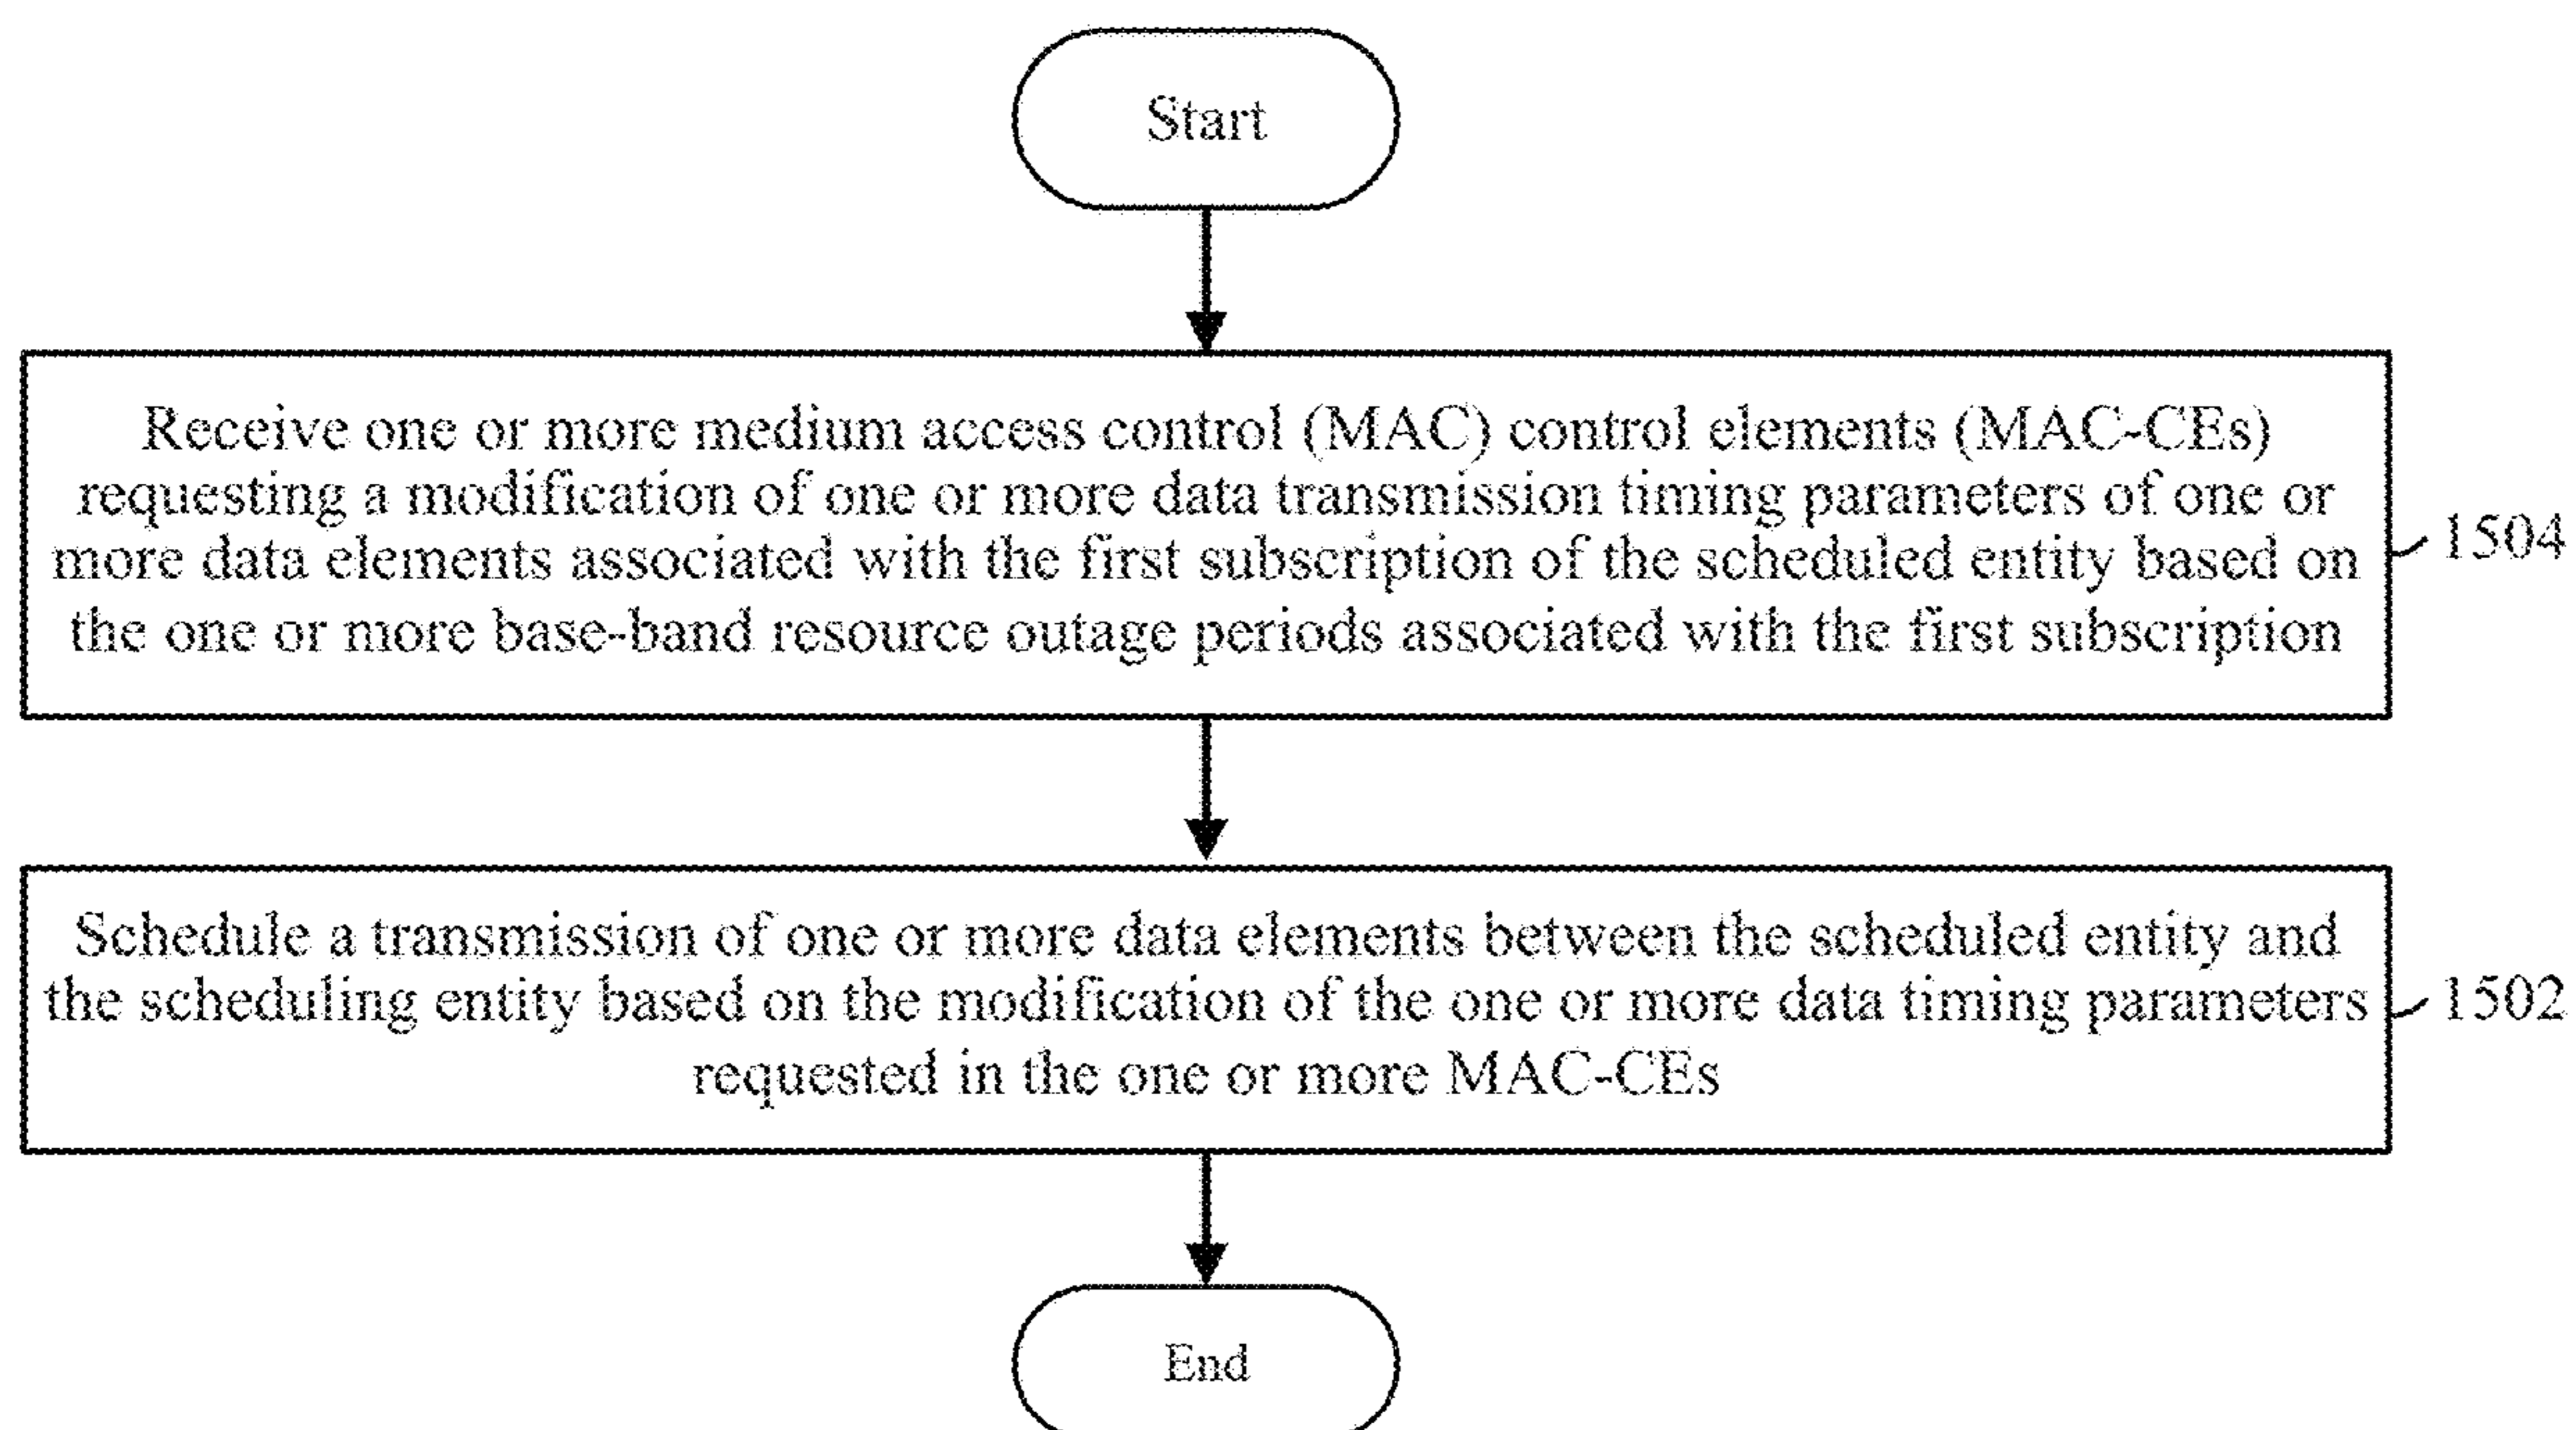 Start
Receive one or more medium access control (MAC) control elements (MAC-CEs)
requesting a modification of one or more data transmission timing parameters of one or
more data elements associated with the first subscription of the scheduled entity based on
the one or more base-band resource outage periods associated with the first subscription
1504
Schedule a transmission of one or more data elements between the scheduled entity and
the scheduling entity based on the modification of the one or more data timing parameters
requested in the one or more MAC-CEs
1502
End